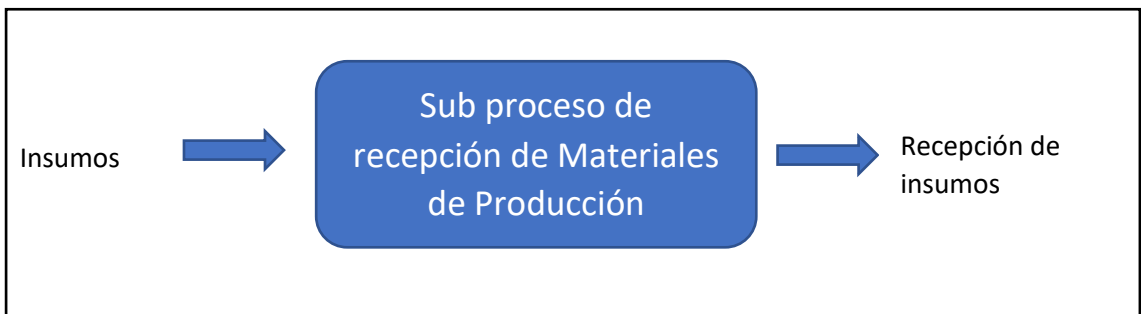 Insumos
Sub proceso de
recepción de Materiales
de Producción
Recepción de
insumos